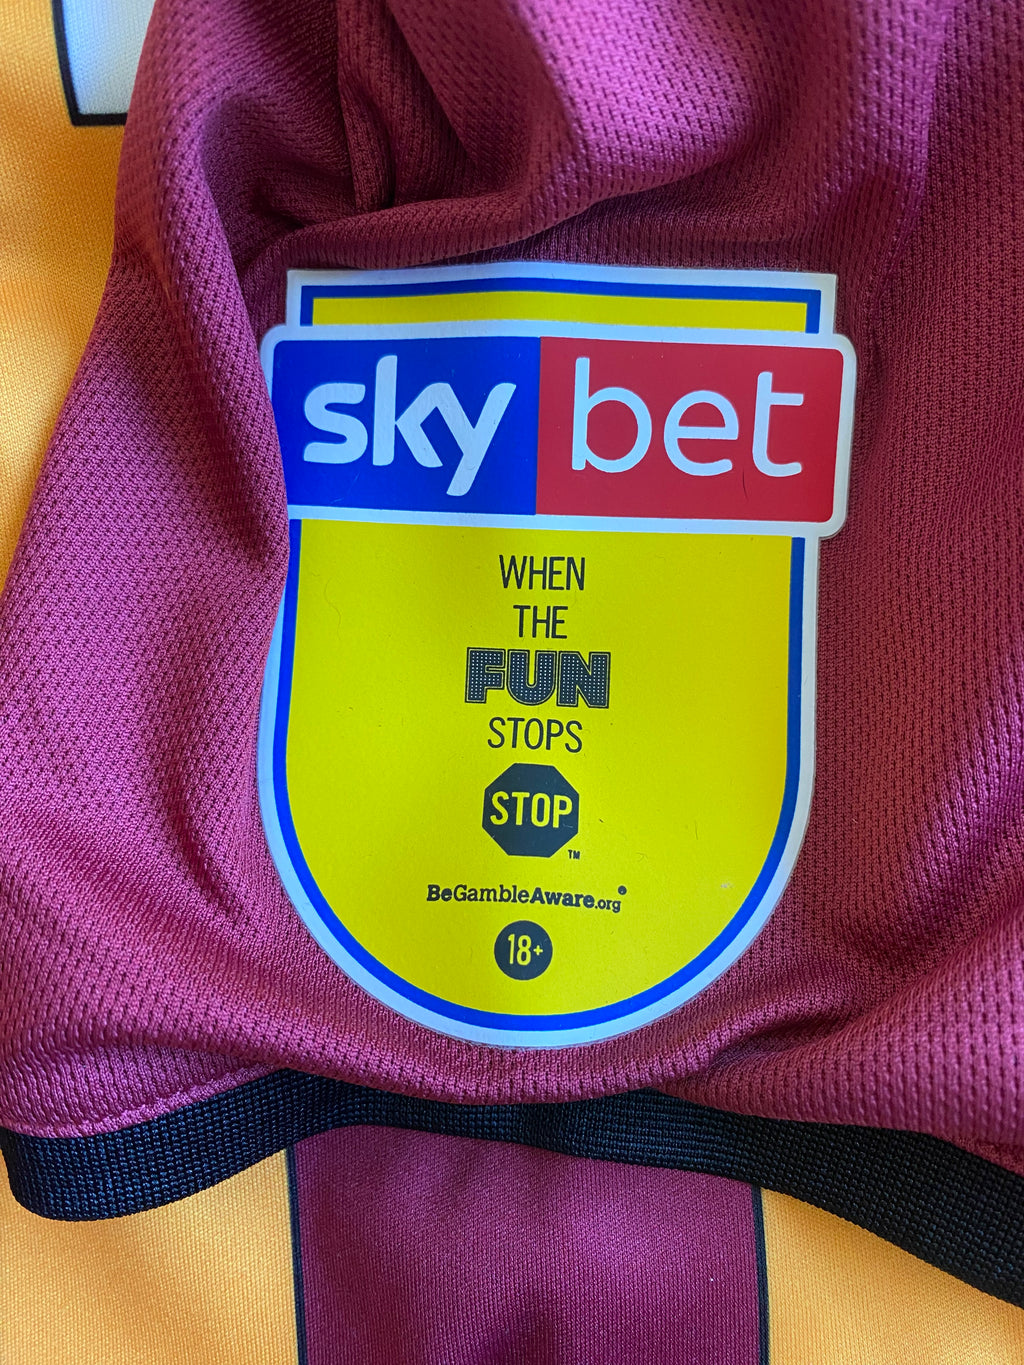 sky bet
WHEN
THE
FUN
STOPS
STOP
TM
BeGambleAware.org
18+